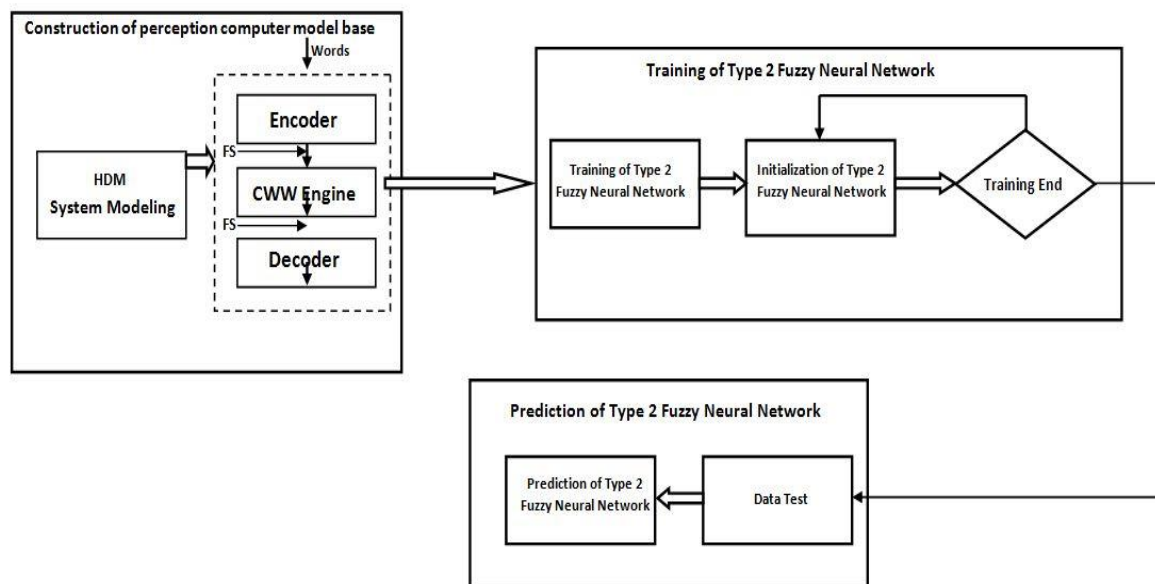 Construction of perception computer model base
Words
Encoder
FS
HDM
System Modeling
CWW Engine
FS
Decoder
Training of Type 2 Fuzzy Neural Network
Training of Type 2
Fuzzy Neural Network
Initialization of Type 2
Fuzzy Neural Network
Training End
Prediction of Type 2 Fuzzy Neural Network
Prediction of Type 2
Fuzzy Neural Network
Data Test